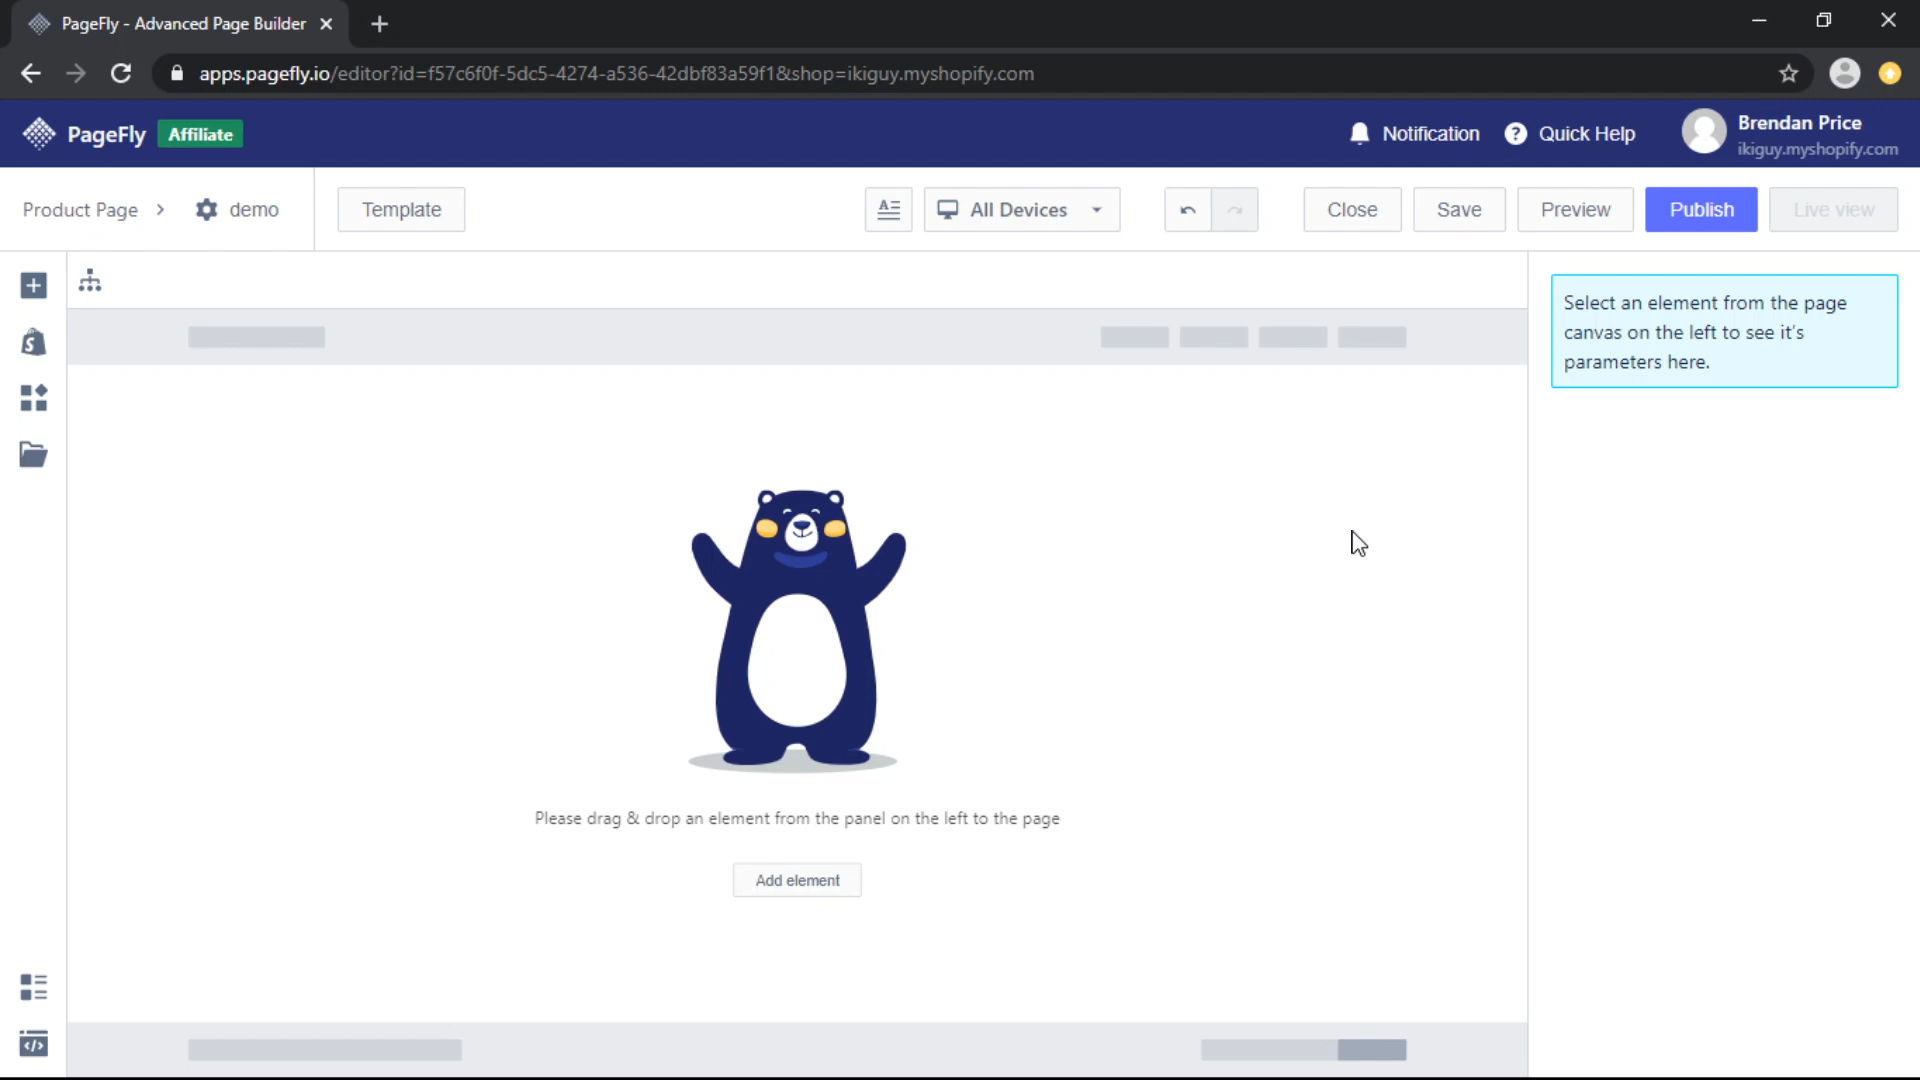 PageFly - Advanced Page Builder
apps.pagefly.io/editor?id=f57c6f0f-5dc5-4274-a536-42dbf83a59f1&shop=ikiguy.myshopify.com
PageFly Affiliate
Notification
Quick Help
Brendan Price
ikiguy.myshopify.com
Product Page > demo
Template
All Devices
Close
Save
Preview
Publish
Live view
Select an element from the page
canvas on the left to see it's
parameters here.
Please drag & drop an element from the panel on the left to the page
Add element